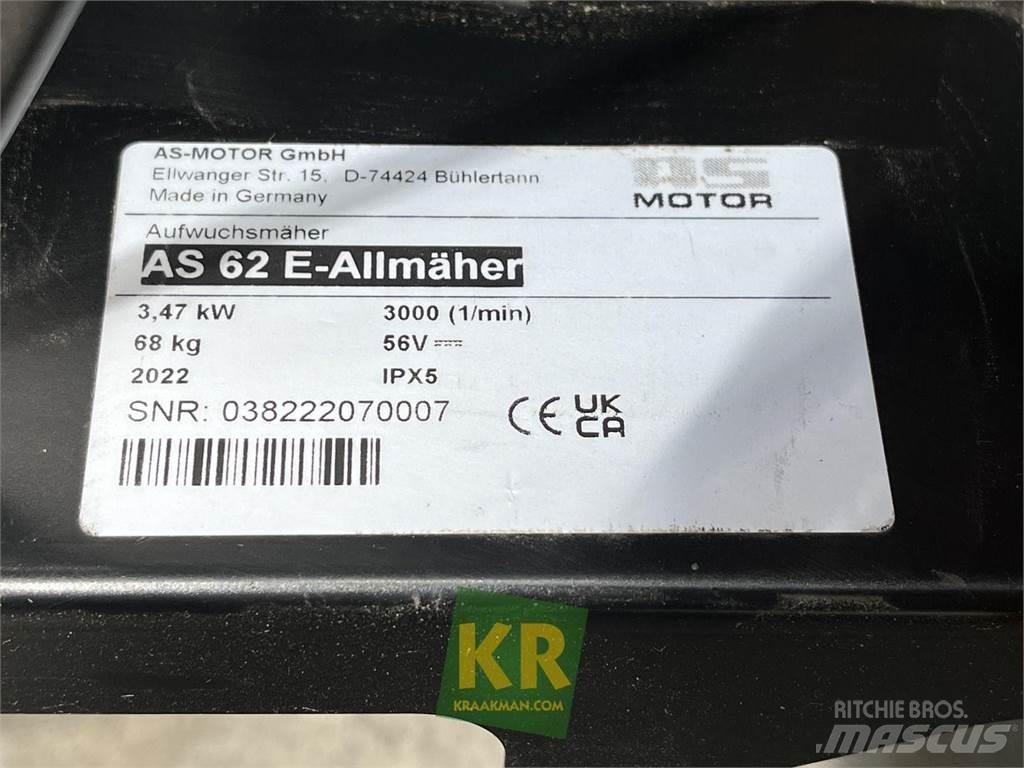 AS-MOTOR GmbH
Ellwanger Str. 15, D-74424 Bühlertann
Made in Germany
AS
MOTOR
Aufwuchsmäher
AS 62 E-Allmäher
3,47 kW 3000 (1/min)
68 kg 56V
2022 IPX5
SNR: 038222070007
CE UK
CA
KR
KRAAKMAN.COM
RITCHIE BROS.
MASCUS